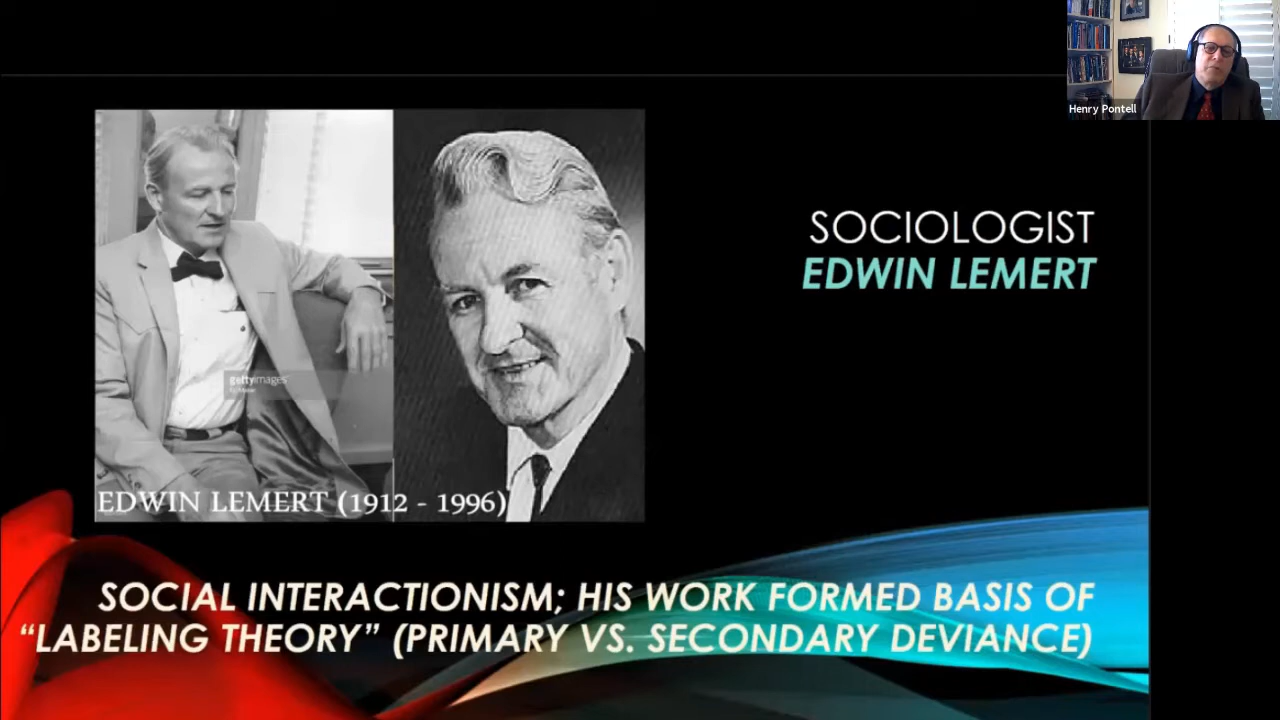 Henry Pontell
SOCIOLOGIST
EDWIN LEMERT
gettyimages
EDWIN LEMERT (1912 - 1996)
SOCIAL INTERACTIONISM; HIS WORK FORMED BASIS OF
“LABELING THEORY” (PRIMARY VS. SECONDARY DEVIANCE)